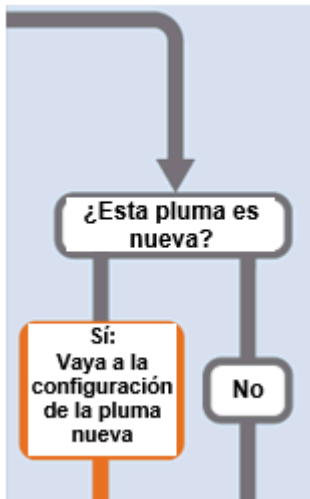 ¿Esta pluma es
nueva?
Sí:
Vaya a la
configuración
de la pluma
nueva
No